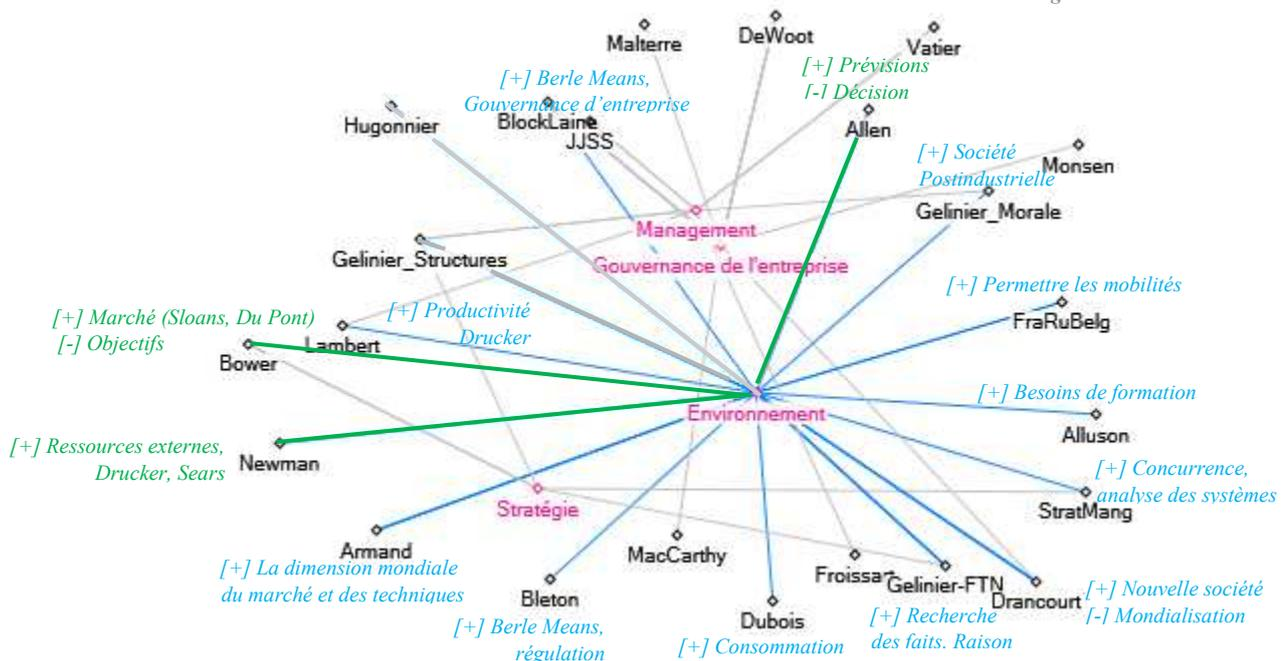 Malterre
DeWoot
Vatier
[+] Prévisions
[-] Décision
Allen
[+] Berle Means,
Gouvernance d'entreprise
Hugonnier
BlockLaine
JJSS
[+] Société
Postindustrielle
Monsen
Gelinier_Morale
Management
Gouvernance de l'entreprise
Gelinier_Structures
[+] Permettre les mobilités
FraRuBelg
[+] Marché (Sloans, Du Pont)
[-] Objectifs
[+] Productivité
Drucker
Lambert
Bower
[+] Besoins de formation
Environnement
Alluson
[+] Ressources externes,
Drucker, Sears
Newman
[+] Concurrence,
analyse des systèmes
StratMang
Stratégie
Armand
[+] La dimension mondiale
du marché et des techniques
MacCarthy
Gelinier-FTN
Drancourt
[+] Nouvelle société
[-] Mondialisation
Bleton
[+] Berle Means,
régulation
Dubois
[+] Consommation
[+] Recherche
des faits. Raison